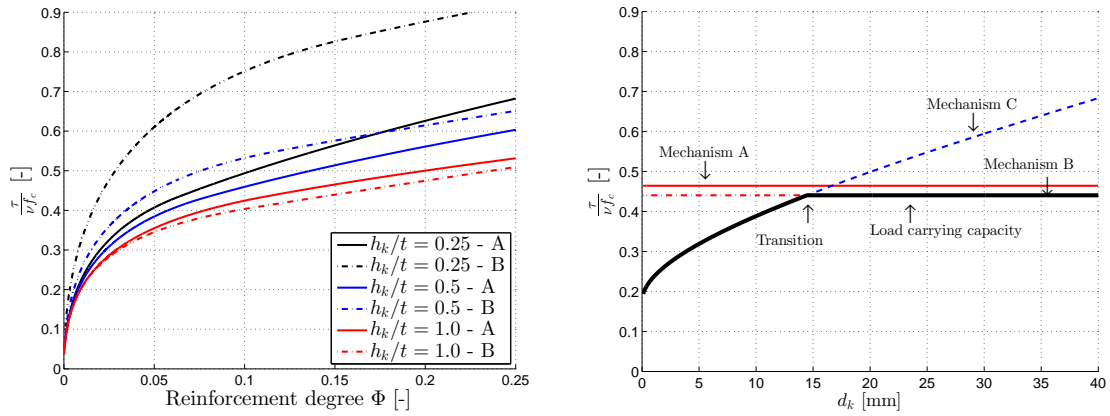 0.9
0.8
0.7
0.6
0.5
0.4
0.3
0.2
0.1
0
τ/νf_c [-]
0
0.05
0.1
0.15
0.2
0.25
Reinforcement degree Φ [-]
h_k/t = 0.25 - A
h_k/t = 0.25 - B
h_k/t = 0.5 - A
h_k/t = 0.5 - B
h_k/t = 1.0 - A
h_k/t = 1.0 - B
0.9
0.8
0.7
0.6
0.5
0.4
0.3
0.2
0.1
0
τ/νf_c [-]
Mechanism C
Mechanism A
Mechanism B
Transition
Load carrying capacity
0
5
10
15
20
25
30
35
40
d_k [mm]